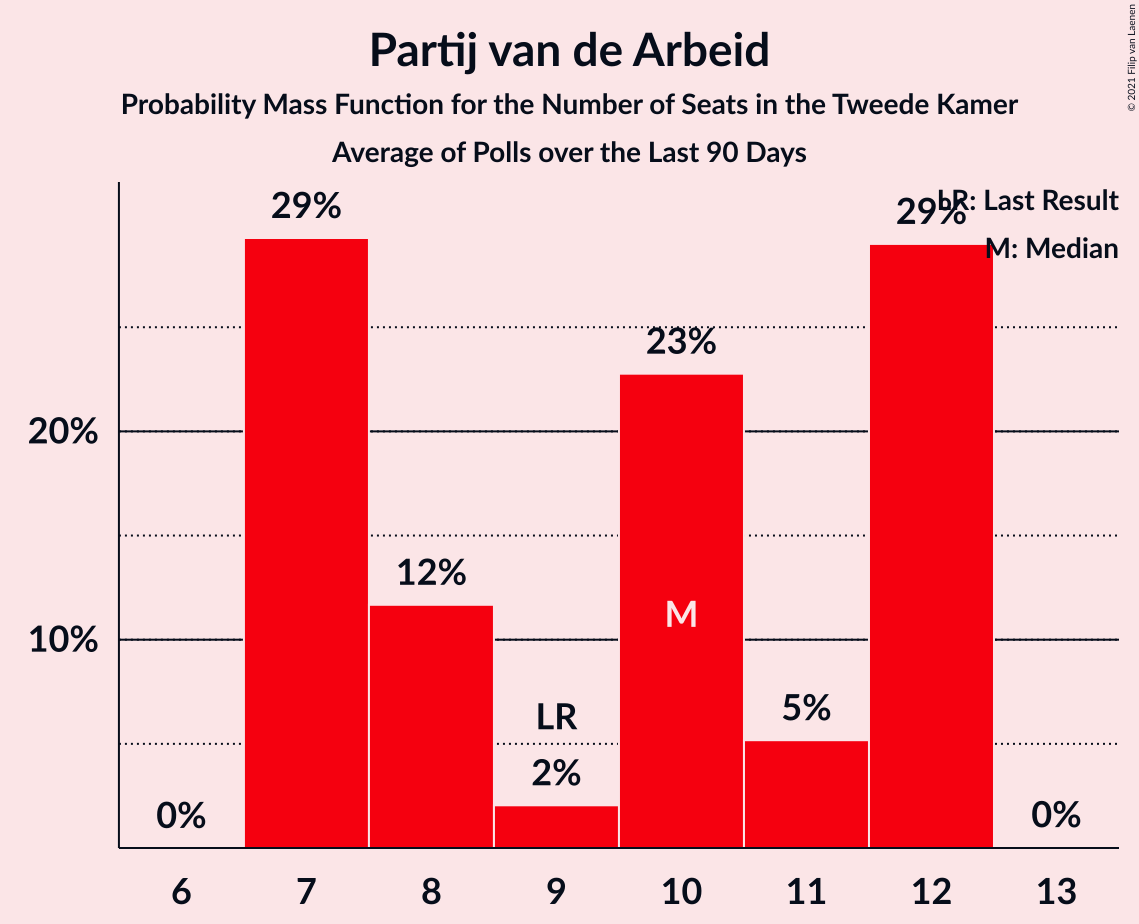 Partij van de Arbeid
Probability Mass Function for the Number of Seats in the Tweede Kamer
Average of Polls over the Last 90 Days
© 2021 Filip van Laenen
LR: Last Result
M: Median
29%
29%
23%
20%
12%
M
10%
LR
5%
2%
0%
0%
6 7 8 9 10 11 12 13